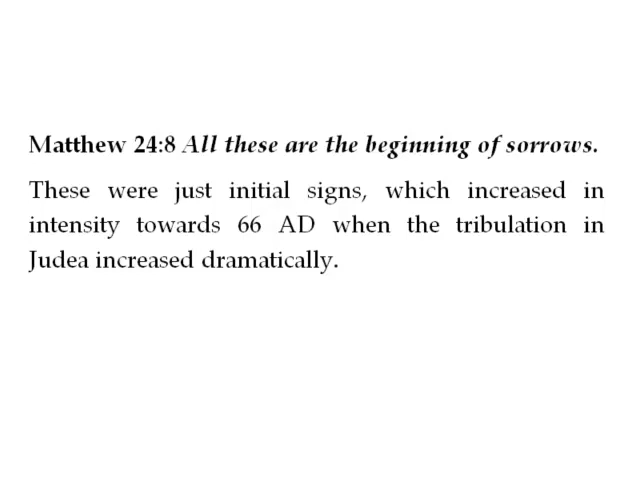 Matthew 24:8 All these are the beginning of sorrows.
These were just initial signs, which increased in
intensity towards 66 AD when the tribulation in
Judea increased dramatically.